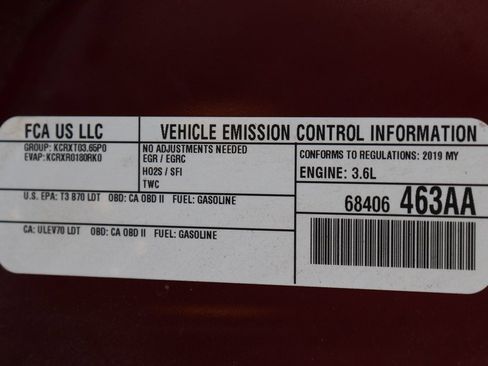 FCA US LLC
VEHICLE EMISSION CONTROL INFORMATION
GROUP: KCRXT03.65P0
EVAP: KCRXR0180RK0
NO ADJUSTMENTS NEEDED
EGR / EGRC
HO2S / SFI
TWC
CONFORMS TO REGULATIONS: 2019 MY
ENGINE: 3.6L
U.S. EPA: T3 B70 LDT OBD: CA OBD II FUEL: GASOLINE
68406 463AA
CA: ULEV70 LDT OBD: CA OBD II FUEL: GASOLINE